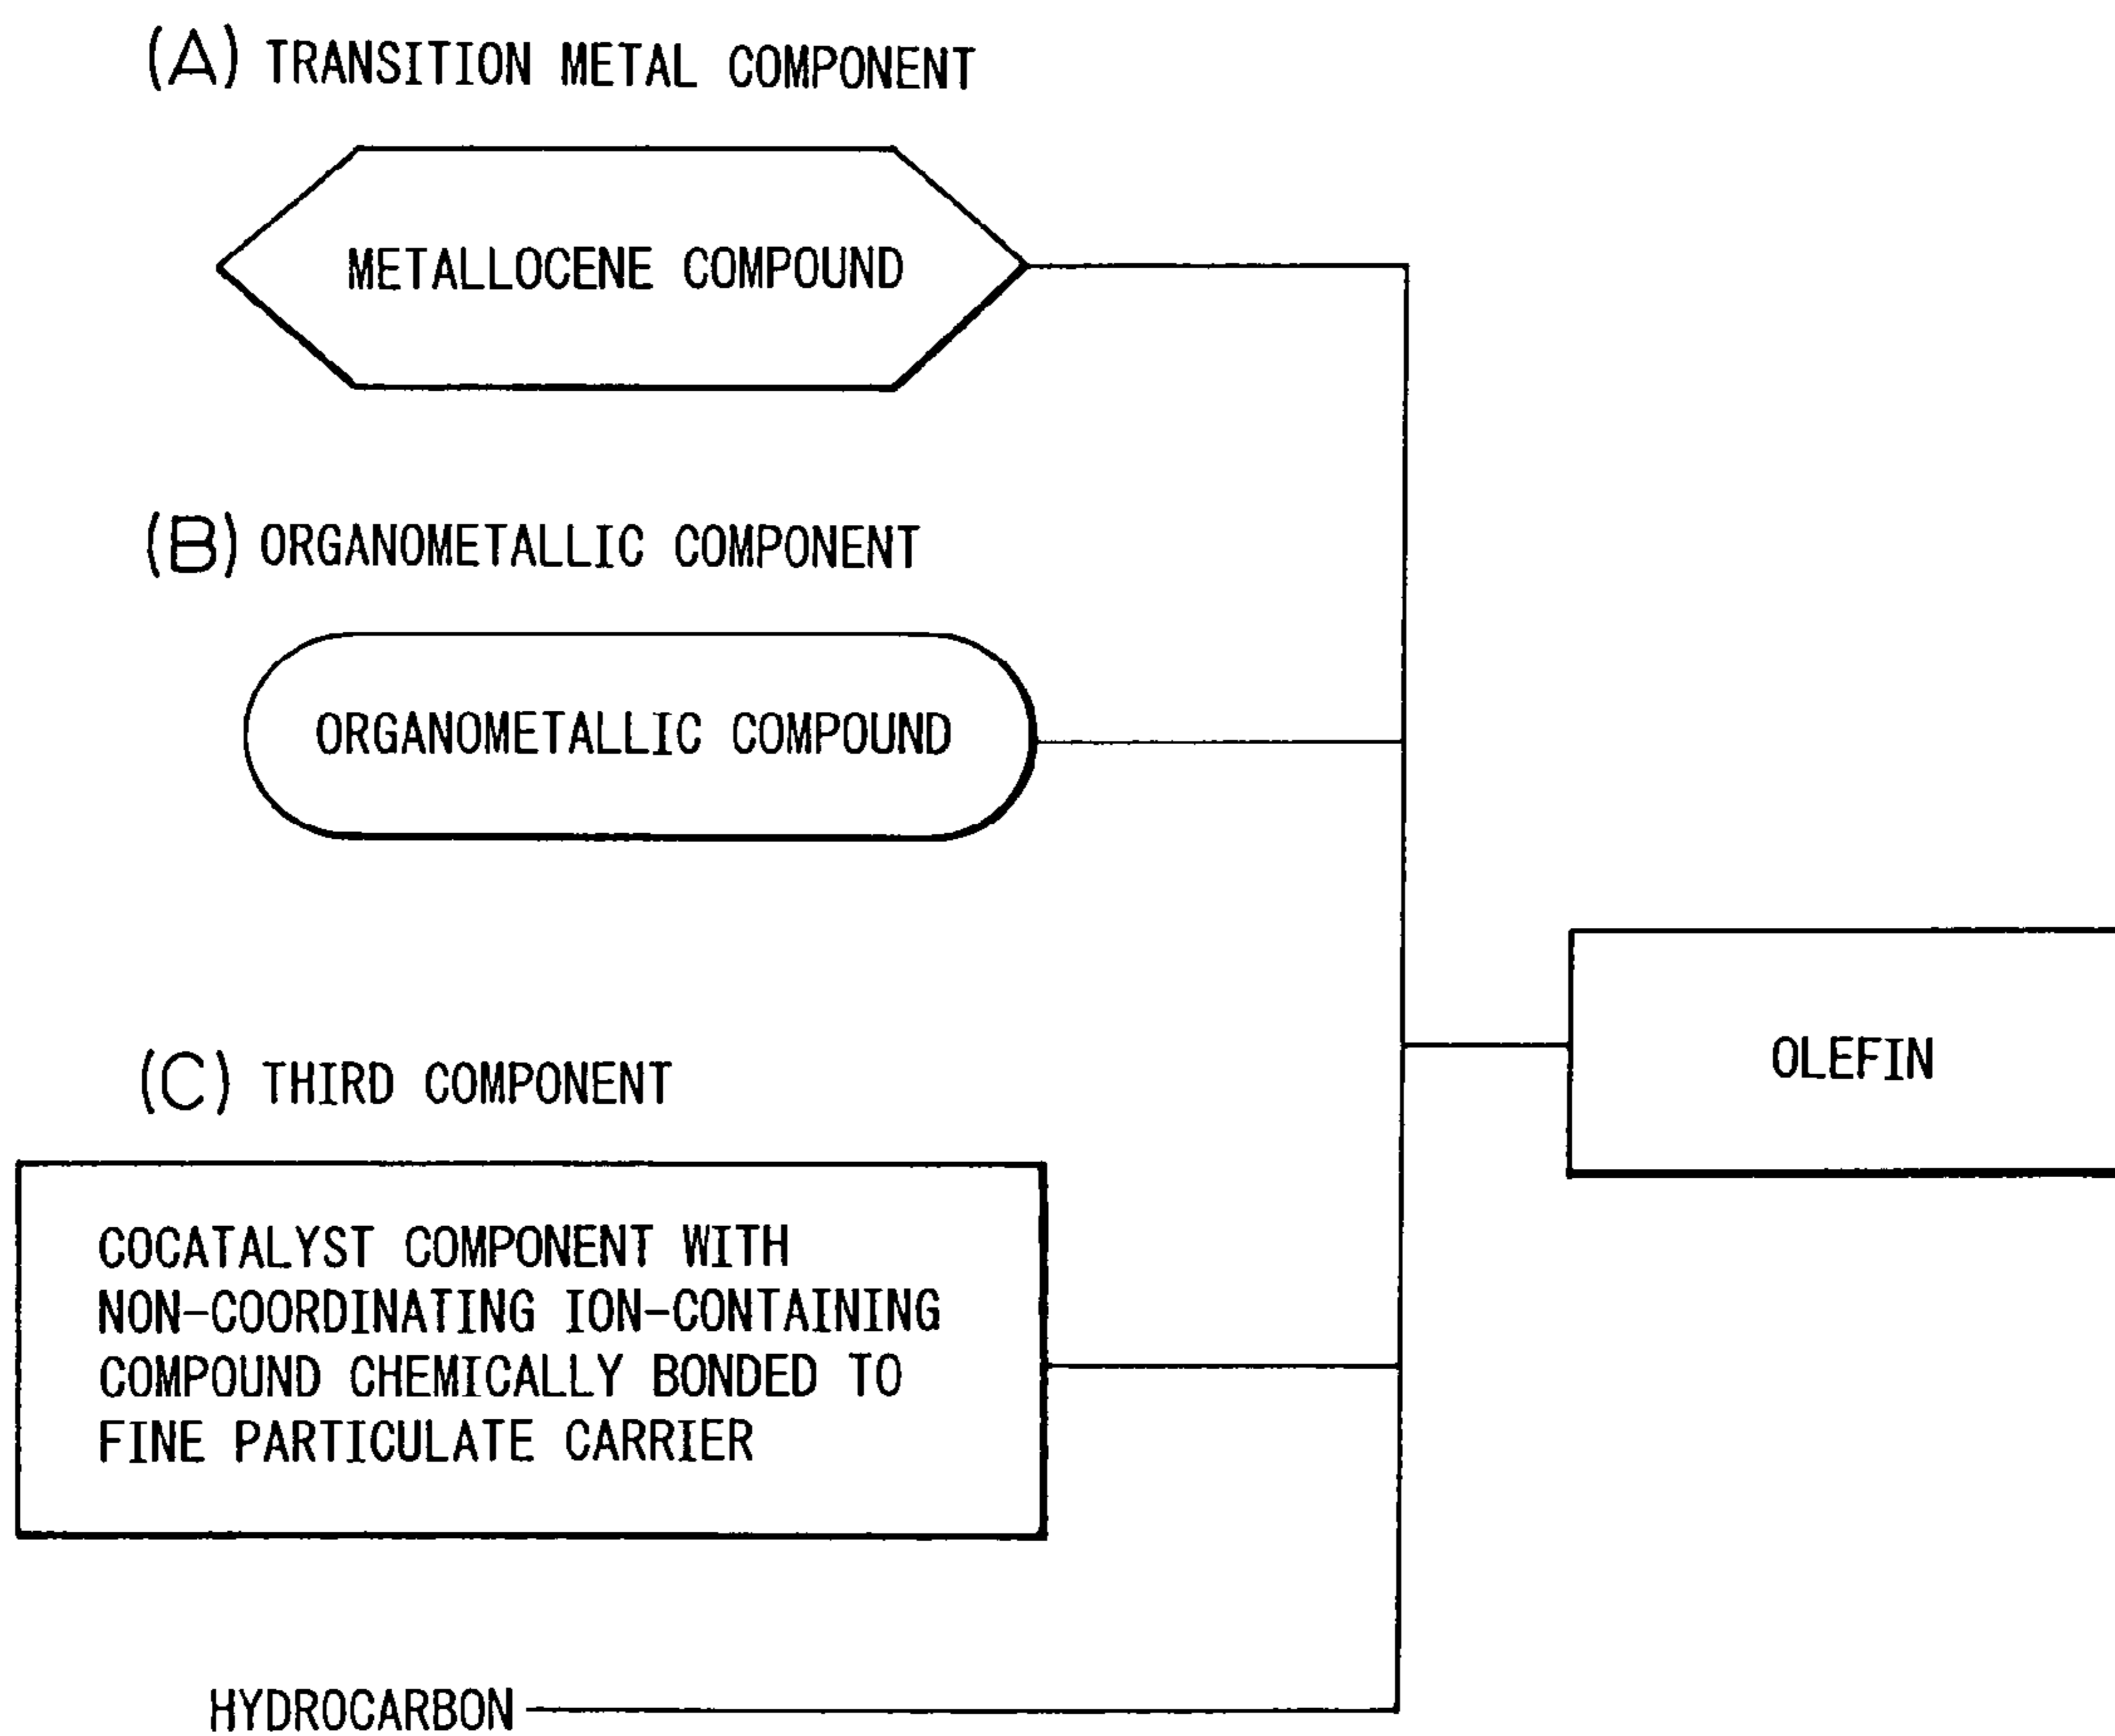 (A) TRANSITION METAL COMPONENT
METALLOCENE COMPOUND
(B) ORGANOMETALLIC COMPONENT
ORGANOMETALLIC COMPOUND
OLEFIN
(C) THIRD COMPONENT
COCATALYST COMPONENT WITH
NON-COORDINATING ION-CONTAINING
COMPOUND CHEMICALLY BONDED TO
FINE PARTICULATE CARRIER
HYDROCARBON